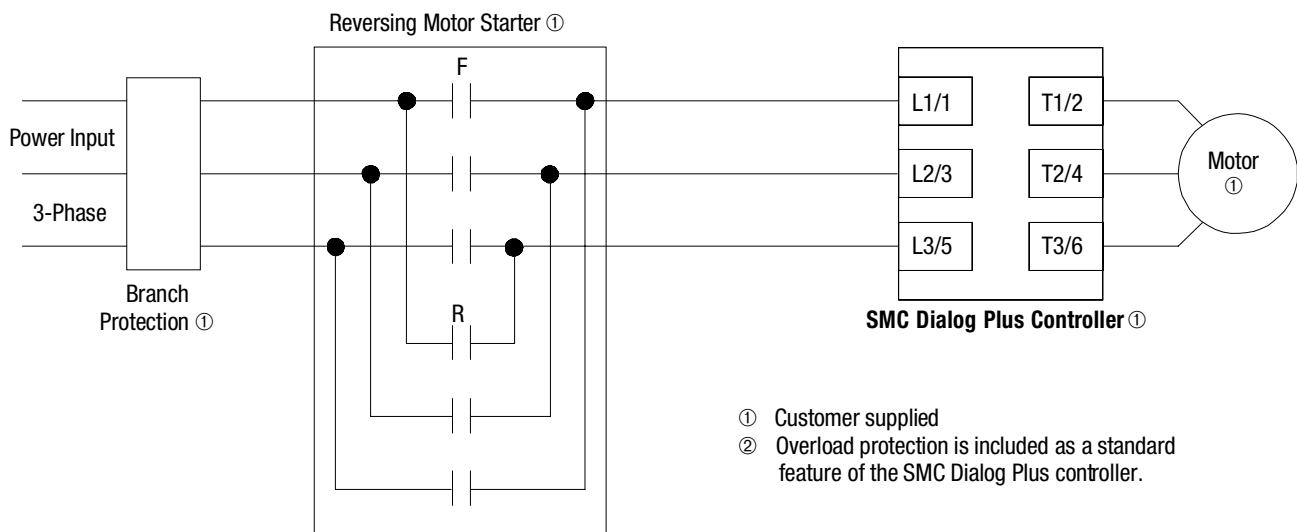 Reversing Motor Starter ①
F
L1/1
T1/2
Power Input
L2/3
T2/4
Motor
①
3-Phase
L3/5
T3/6
Branch
Protection ①
R
SMC Dialog Plus Controller ①
① Customer supplied
② Overload protection is included as a standard
feature of the SMC Dialog Plus controller.